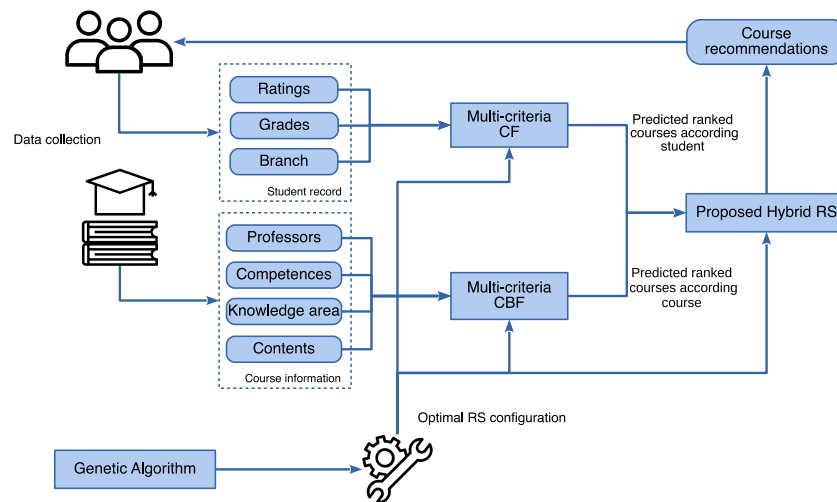 Course
recommendations
Ratings
Grades
Branch
Student record
Data collection
Multi-criteria
CF
Predicted ranked
courses according
student
Proposed Hybrid RS
Professors
Competences
Knowledge area
Contents
Course information
Multi-criteria
CBF
Predicted ranked
courses according
course
Optimal RS configuration
Genetic Algorithm